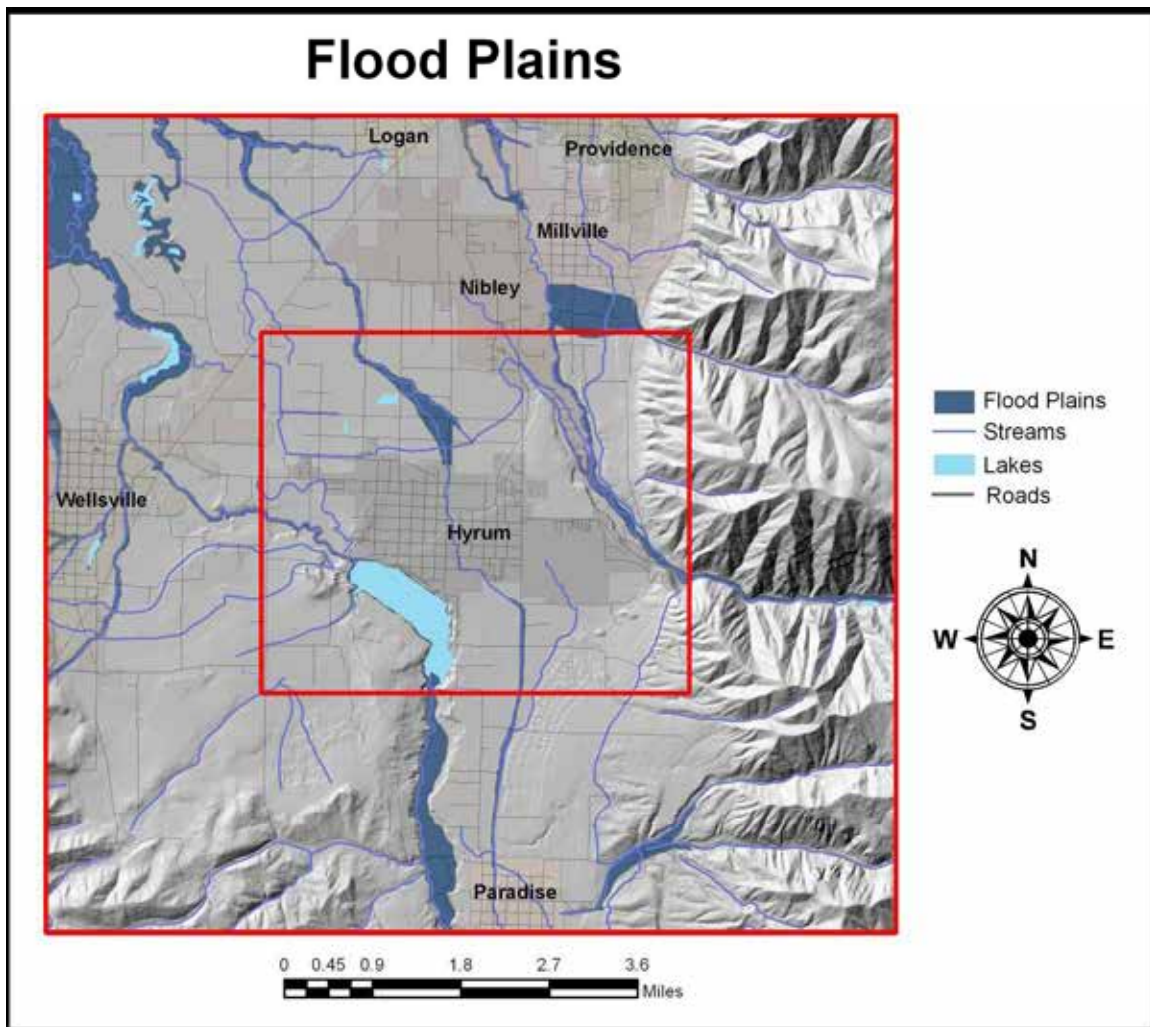 Flood Plains
Logan
Providence
Millville
Nibley
Wellsville
Hyrum
Paradise
Flood Plains
Streams
Lakes
Roads
N
W E
S
0 0.45 0.9 1.8 2.7 3.6
Miles